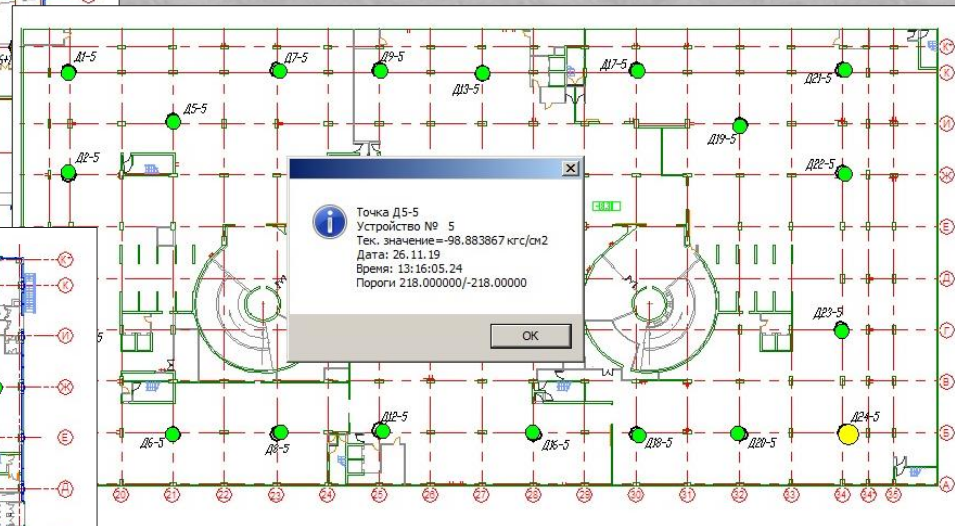 Д1-5
Д7-5
Д9-5
Д17-5
Д13-5
Д21-5
Д5-5
Д19-5
Д2-5
Д22-5
Точка Д5-5
Устройство № 5
Тек. значение=-98.883867 кгс/см2
Дата: 26.11.19
Время: 13:16:05.24
Пороги 218.000000/-218.00000
OK
Д23-5
Д6-5
Д8-5
Д12-5
Д16-5
Д18-5
Д20-5
Д24-5
К
И
Ж
Е
Д
Г
В
Б
А
К
И
Ж
Е
Д
20 21 22 23 24 25 26 27 28 29 30 31 32 33 34